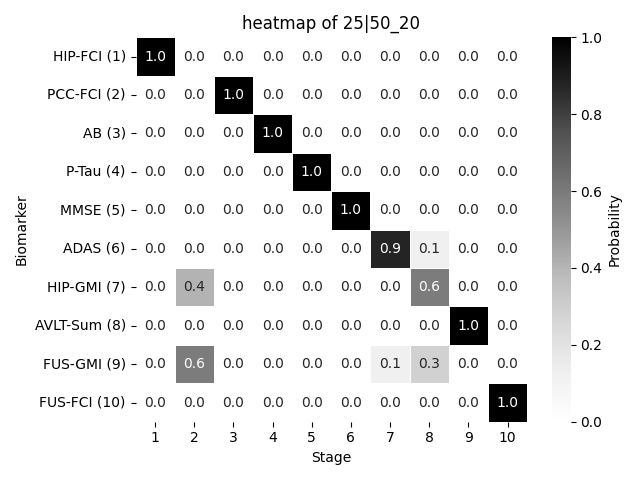 heatmap of 25|50_20
HIP-FCI (1) 1.0 0.0 0.0 0.0 0.0 0.0 0.0 0.0 0.0 0.0
PCC-FCI (2) 0.0 0.0 1.0 0.0 0.0 0.0 0.0 0.0 0.0 0.0
AB (3) 0.0 0.0 0.0 1.0 0.0 0.0 0.0 0.0 0.0 0.0
P-Tau (4) 0.0 0.0 0.0 0.0 1.0 0.0 0.0 0.0 0.0 0.0
MMSE (5) 0.0 0.0 0.0 0.0 0.0 1.0 0.0 0.0 0.0 0.0
ADAS (6) 0.0 0.0 0.0 0.0 0.0 0.0 0.9 0.1 0.0 0.0
HIP-GMI (7) 0.0 0.4 0.0 0.0 0.0 0.0 0.0 0.6 0.0 0.0
AVLT-Sum (8) 0.0 0.0 0.0 0.0 0.0 0.0 0.0 0.0 1.0 0.0
FUS-GMI (9) 0.0 0.6 0.0 0.0 0.0 0.0 0.1 0.3 0.0 0.0
FUS-FCI (10) 0.0 0.0 0.0 0.0 0.0 0.0 0.0 0.0 0.0 1.0
1 2 3 4 5 6 7 8 9 10
Stage
Biomarker
1.0
0.8
0.6
0.4
0.2
0.0
Probability